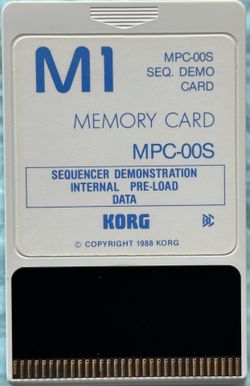 M1
MPC-00S
SEQ. DEMO
CARD
MEMORY CARD
MPC-00S
SEQUENCER DEMONSTRATION
INTERNAL PRE-LOAD
DATA
KORG
© COPYRIGHT 1988 KORG